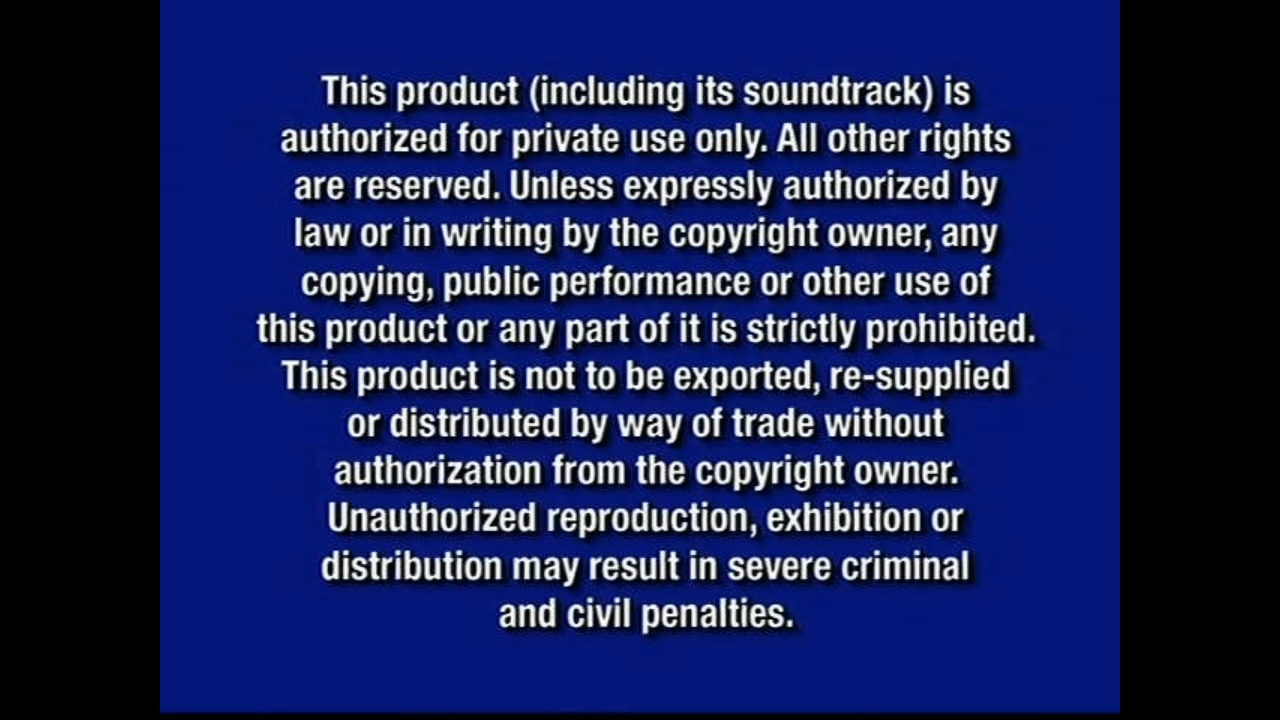 This product (including its soundtrack) is
authorized for private use only. All other rights
are reserved. Unless expressly authorized by
law or in writing by the copyright owner, any
copying, public performance or other use of
this product or any part of it is strictly prohibited.
This product is not to be exported, re-supplied
or distributed by way of trade without
authorization from the copyright owner.
Unauthorized reproduction, exhibition or
distribution may result in severe criminal
and civil penalties.